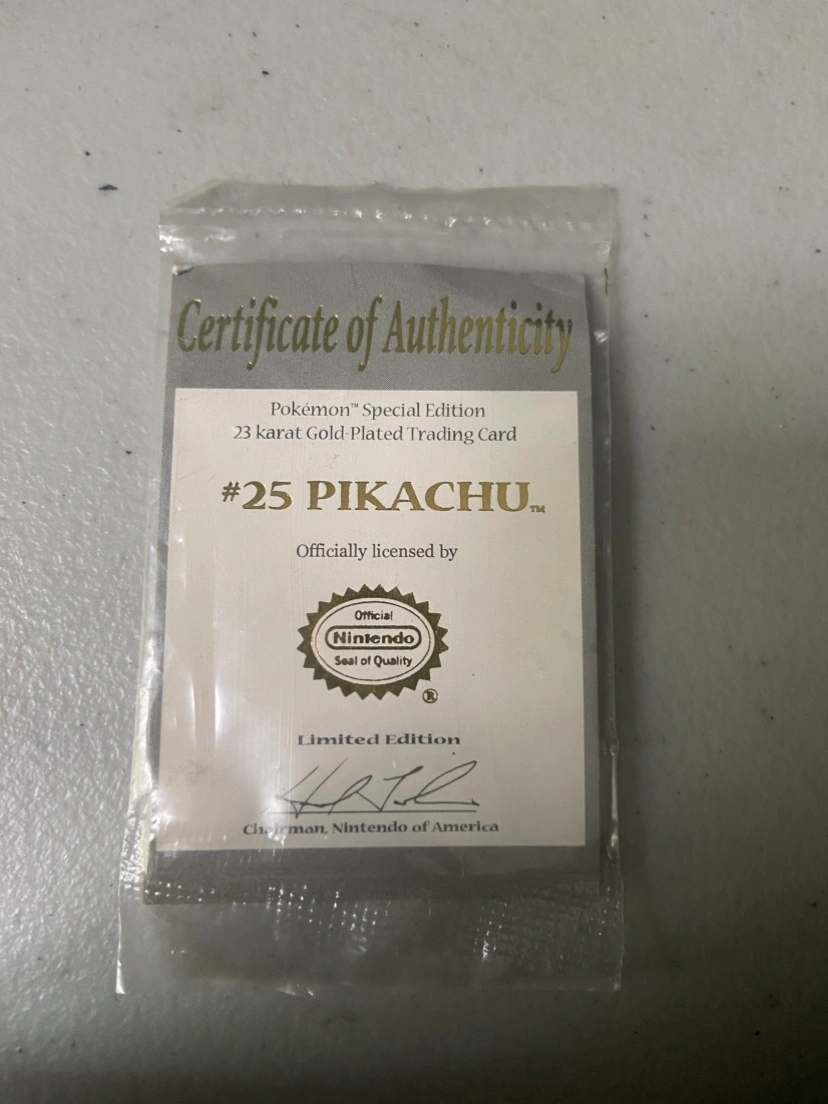 Certificate of Authenticity
Pokémon™ Special Edition
23 karat Gold-Plated Trading Card
#25 PIKACHU™
Officially licensed by
Official
Nintendo
Seal of Quality
®
Limited Edition
Chairman, Nintendo of America